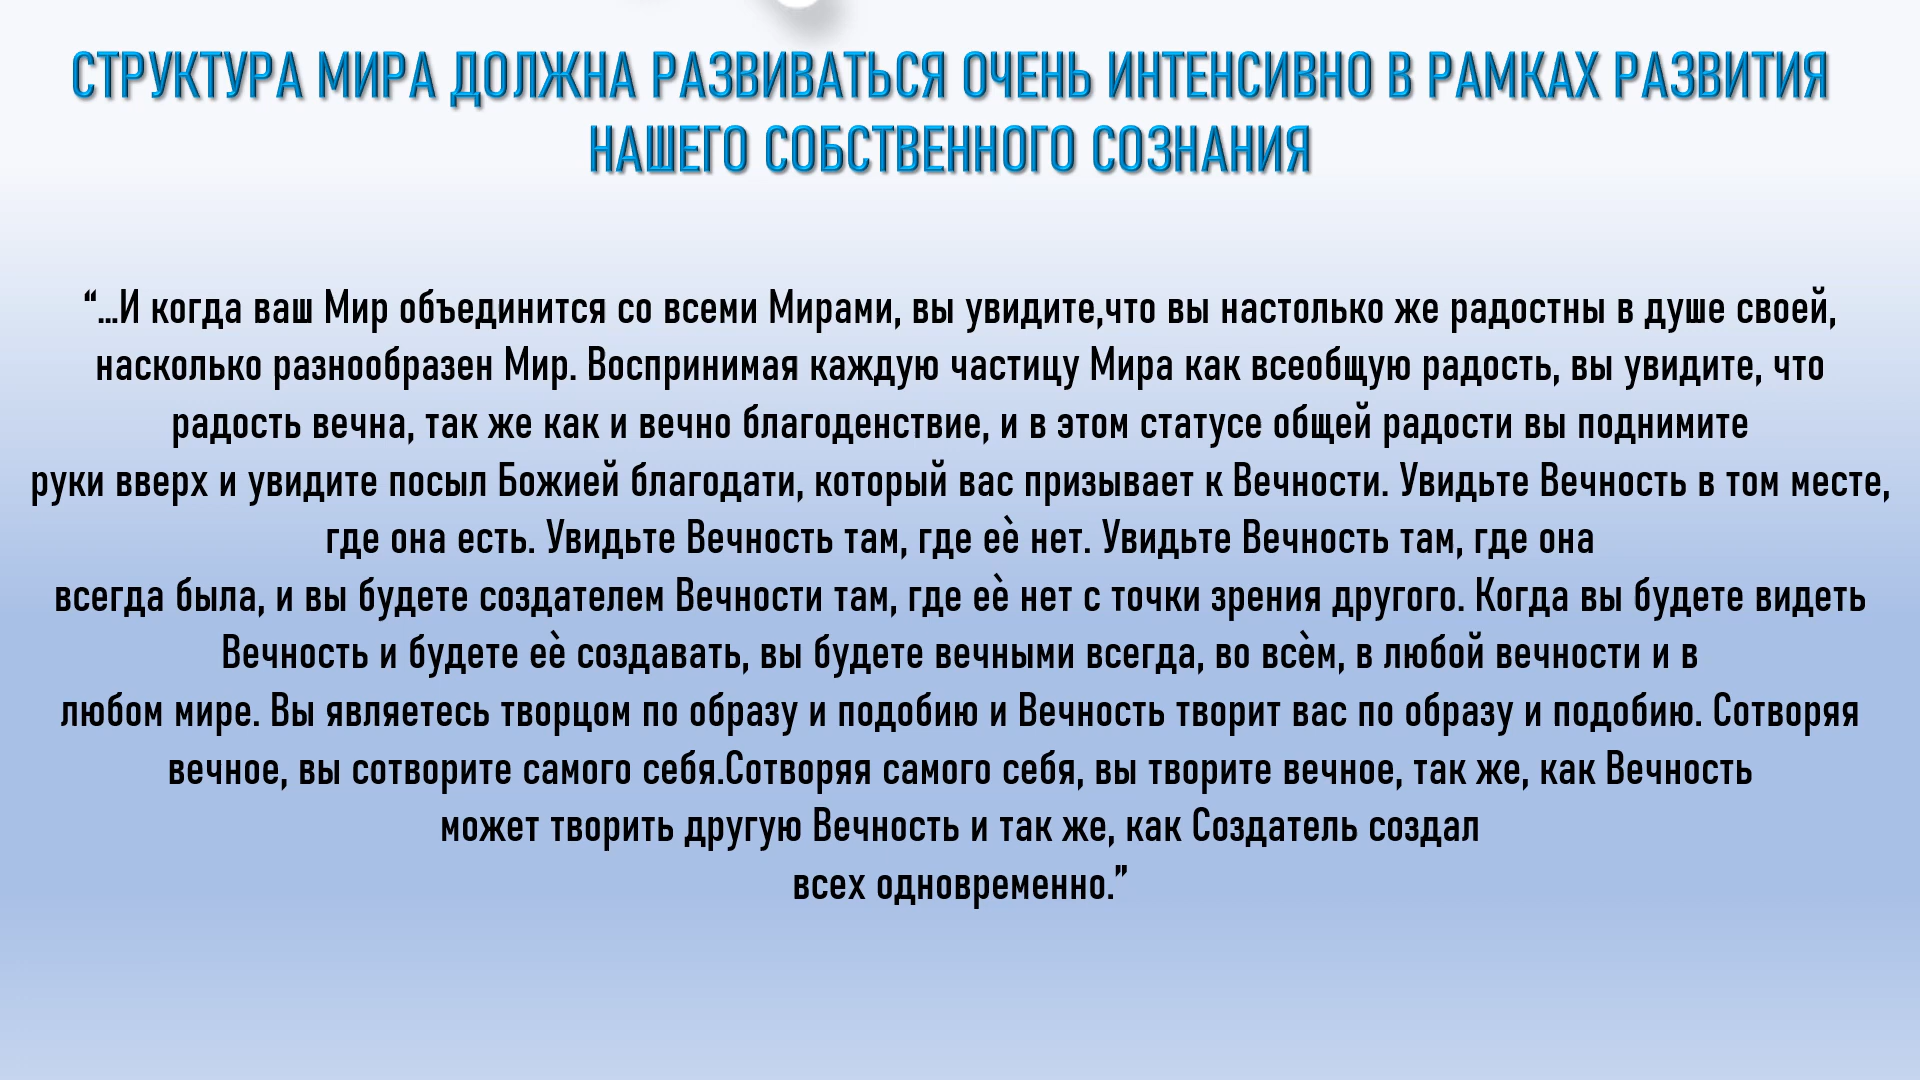 СТРУКТУРА МИРА ДОЛЖНА РАЗВИВАТЬСЯ ОЧЕНЬ ИНТЕНСИВНО В РАМКАХ РАЗВИТИЯ
НАШЕГО СОБСТВЕННОГО СОЗНАНИЯ
“…И когда ваш Мир объединится со всеми Мирами, вы увидите,что вы настолько же радостны в душе своей,
насколько разнообразен Мир. Воспринимая каждую частицу Мира как всеобщую радость, вы увидите, что
радость вечна, так же как и вечно благоденствие, и в этом статусе общей радости вы поднимите
руки вверх и увидите посыл Божией благодати, который вас призывает к Вечности. Увидьте Вечность в том месте,
где она есть. Увидьте Вечность там, где еѐ нет. Увидьте Вечность там, где она
всегда была, и вы будете создателем Вечности там, где еѐ нет с точки зрения другого. Когда вы будете видеть
Вечность и будете еѐ создавать, вы будете вечными всегда, во всѐм, в любой вечности и в
любом мире. Вы являетесь творцом по образу и подобию и Вечность творит вас по образу и подобию. Сотворяя
вечное, вы сотворите самого себя.Сотворяя самого себя, вы творите вечное, так же, как Вечность
может творить другую Вечность и так же, как Создатель создал
всех одновременно.”